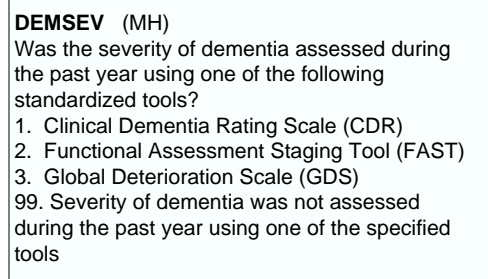 DEMSEV (MH)
Was the severity of dementia assessed during
the past year using one of the following
standardized tools?
1. Clinical Dementia Rating Scale (CDR)
2. Functional Assessment Staging Tool (FAST)
3. Global Deterioration Scale (GDS)
99. Severity of dementia was not assessed
during the past year using one of the specified
tools